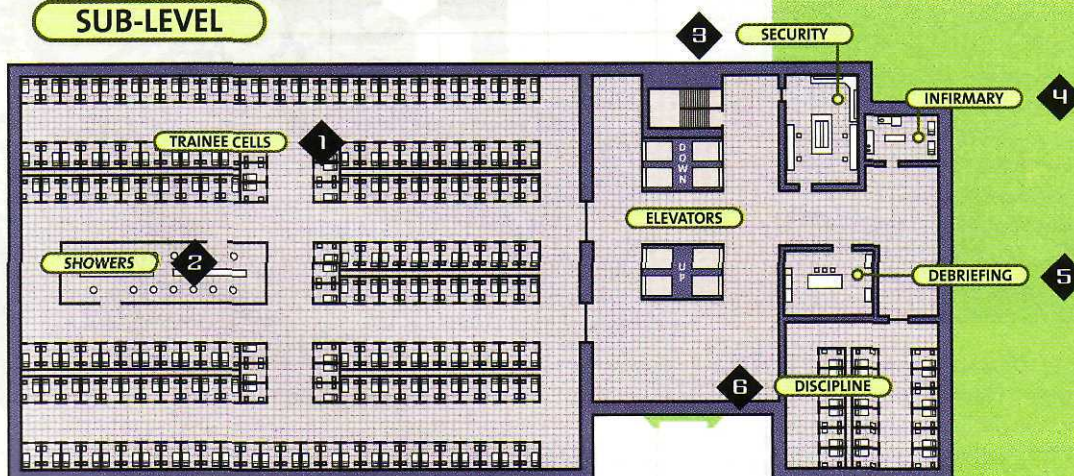 SUB-LEVEL
3
SECURITY
INFIRMARY
4
TRAINEE CELLS
1
DOWN
ELEVATORS
SHOWERS
2
UP
DEBRIEFING
5
6
DISCIPLINE